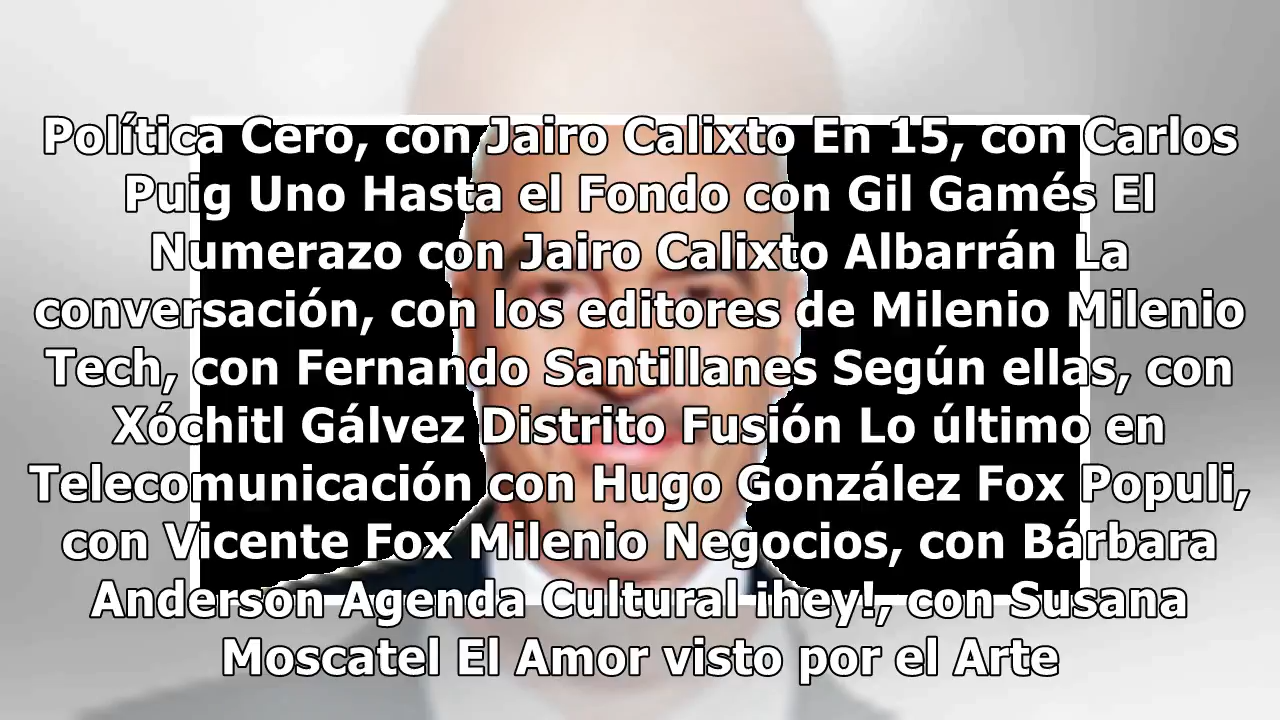 Política Cero, con Jairo Calixto En 15, con Carlos
Puig Uno Hasta el Fondo con Gil Gamés El
Numerazo con Jairo Calixto Albarrán La
conversación, con los editores de Milenio Milenio
Tech, con Fernando Santillanes Según ellas, con
Xóchitl Gálvez Distrito Fusión Lo último en
Telecomunicación con Hugo González Fox Populi,
con Vicente Fox Milenio Negocios, con Bárbara
Anderson Agenda Cultural ihey!, con Susana
Moscatel El Amor visto por el Arte